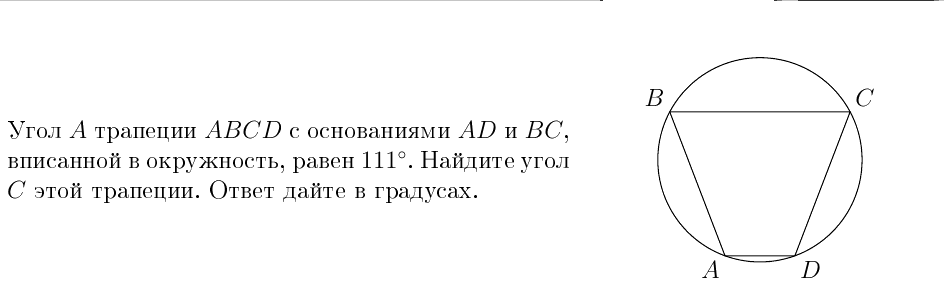 B
C
Угол A трапеции ABCD с основаниями AD и BC,
вписанной в окружность, равен 111°. Найдите угол
C этой трапеции. Ответ дайте в градусах.
A
D